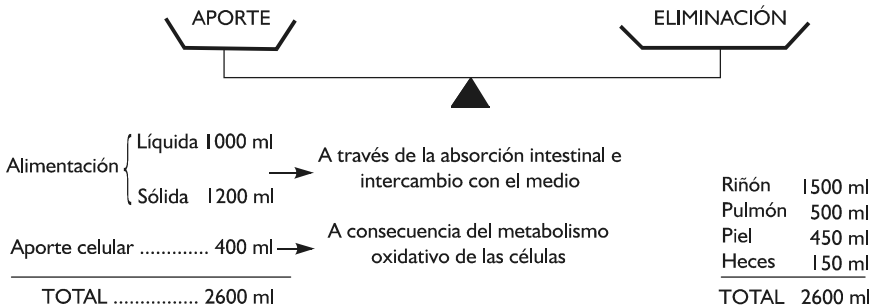 APORTE
ELIMINACIÓN
Líquida 1000 ml
Alimentación
Sólida 1200 ml
A través de la absorción intestinal e
intercambio con el medio
Aporte celular ............. 400 ml
A consecuencia del metabolismo
oxidativo de las células
TOTAL ................ 2600 ml
Riñón 1500 ml
Pulmón 500 ml
Piel 450 ml
Heces 150 ml
TOTAL 2600 ml